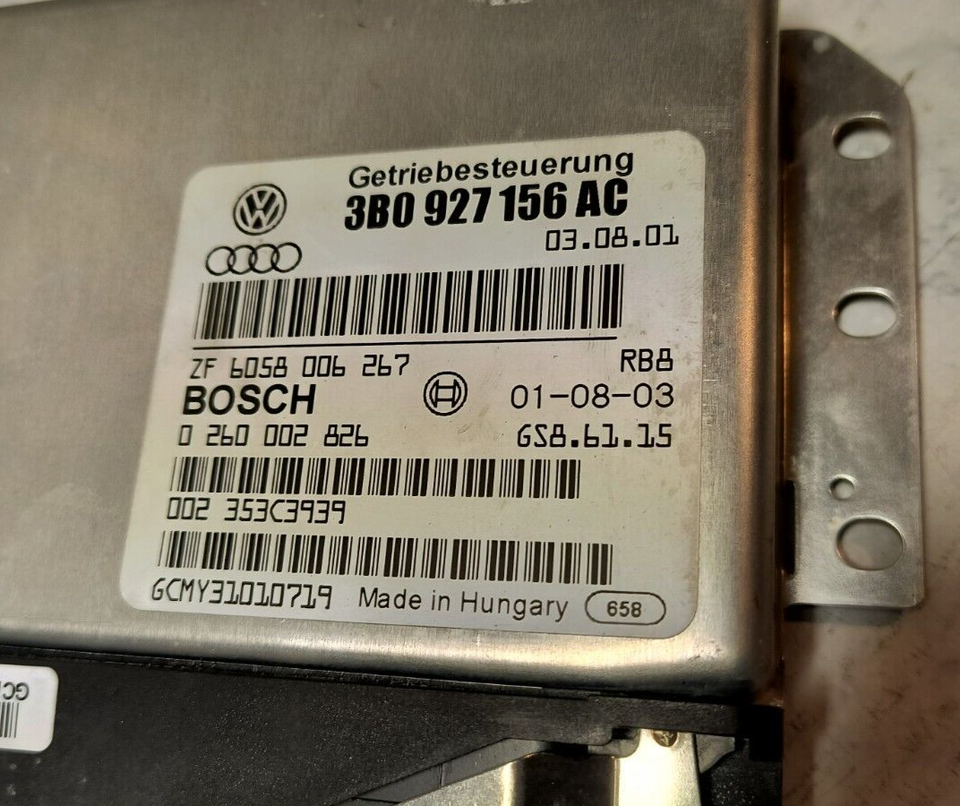 Getriebesteuerung
3B0 927 156 AC
03.08.01
ZF 6058 006 267 RB8
BOSCH 01-08-03
0 260 002 826 GS8.61.15
002 353C3939
GCMY31010719 Made in Hungary 658